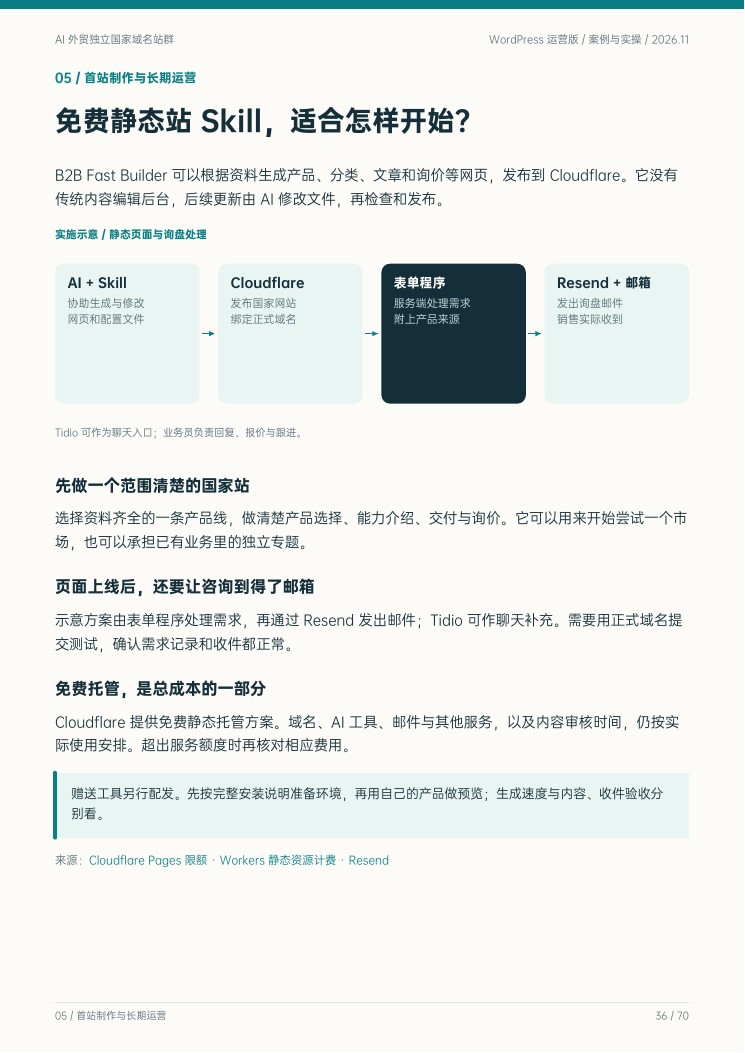 AI 外贸独立国家域名站群
WordPress 运营版 / 案例与实操 / 2026.11
05 / 首站制作与长期运营
免费静态站 Skill，适合怎样开始？
B2B Fast Builder 可以根据资料生成产品、分类、文章和询价等网页，发布到 Cloudflare。它没有
传统内容编辑后台，后续更新由 AI 修改文件，再检查和发布。
实施示意 / 静态页面与询盘处理
AI + Skill
协助生成与修改
网页和配置文件
Cloudflare
发布国家网站
绑定正式域名
表单程序
服务端处理需求
附上产品来源
Resend + 邮箱
发出询盘邮件
销售实际收到
Tidio 可作为聊天入口；业务员负责回复、报价与跟进。
先做一个范围清楚的国家站
选择资料齐全的一条产品线，做清楚产品选择、能力介绍、交付与询价。它可以用来开始尝试一个市
场，也可以承担已有业务里的独立专题。
页面上线后，还要让咨询到得了邮箱
示意方案由表单程序处理需求，再通过 Resend 发出邮件；Tidio 可作聊天补充。需要用正式域名提
交测试，确认需求记录和收件都正常。
免费托管，是总成本的一部分
Cloudflare 提供免费静态托管方案。域名、AI 工具、邮件与其他服务，以及内容审核时间，仍按实
际使用安排。超出服务额度时再核对相应费用。
赠送工具另行配发。先按完整安装说明准备环境，再用自己的产品做预览；生成速度与内容、收件验收分
别看。
来源：Cloudflare Pages 限额 · Workers 静态资源计费 · Resend
05 / 首站制作与长期运营
36 / 70